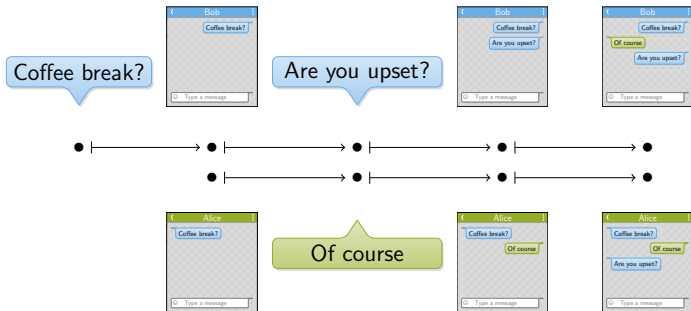 Bob
Coffee break?
Type a message
Coffee break?
Are you upset?
Bob
Coffee break?
Are you upset?
Type a message
Bob
Coffee break?
Of course
Are you upset?
Type a message
Alice
Coffee break?
Type a message
Of course
Alice
Coffee break?
Of course
Type a message
Alice
Coffee break?
Of course
Are you upset?
Type a message